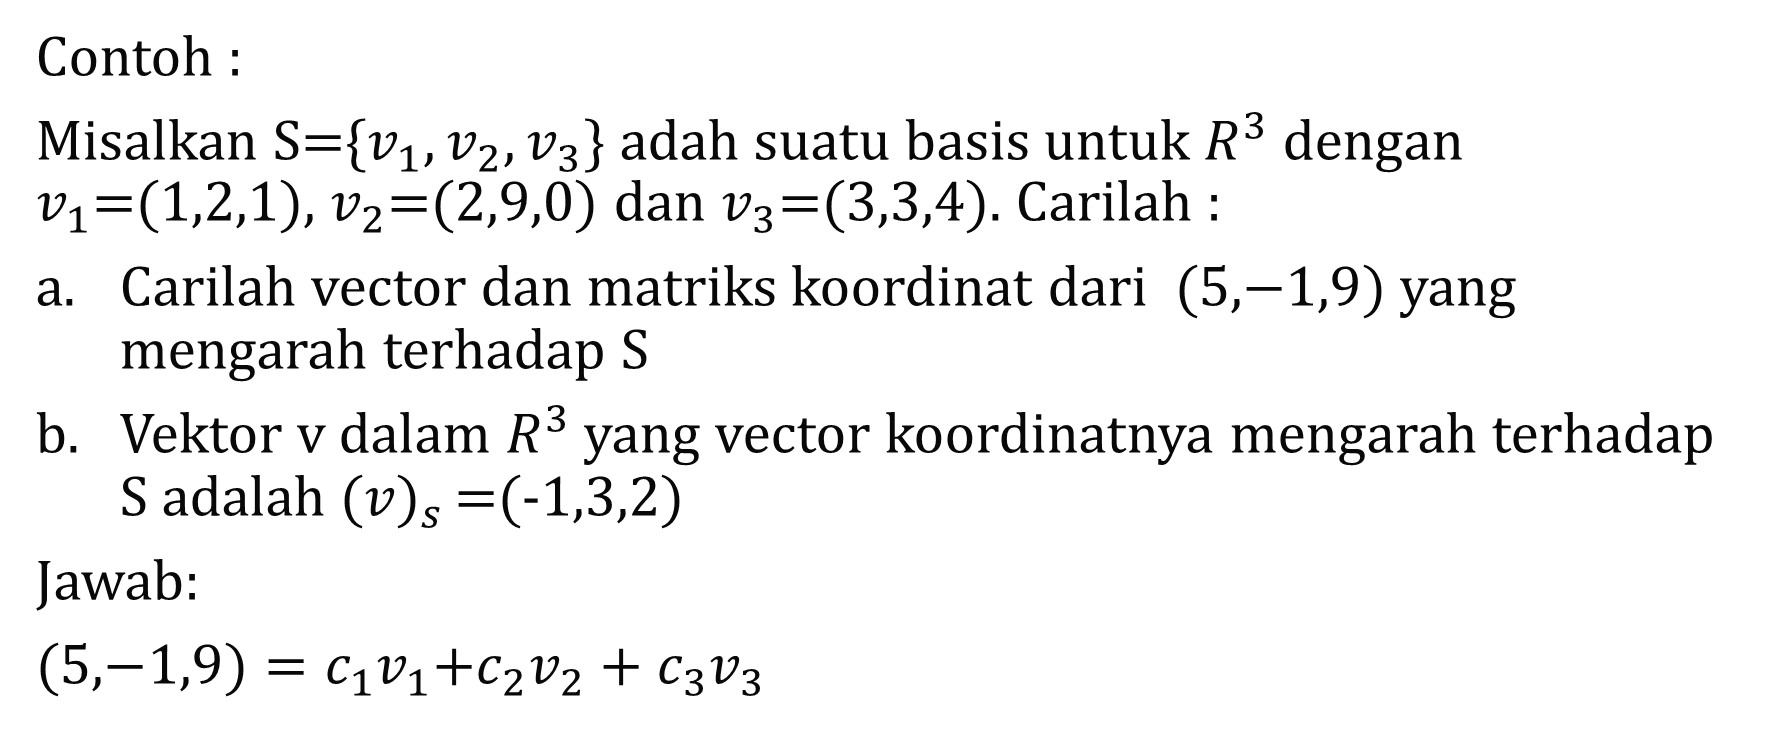 Contoh :
Misalkan S={𝑣₁, 𝑣₂, 𝑣₃} adah suatu basis untuk 𝑅³ dengan
𝑣₁=(1,2,1), 𝑣₂=(2,9,0) dan 𝑣₃=(3,3,4). Carilah :
a. Carilah vector dan matriks koordinat dari (5,−1,9) yang
mengarah terhadap S
b. Vektor v dalam 𝑅³ yang vector koordinatnya mengarah terhadap
S adalah (𝑣)ₛ =(-1,3,2)
Jawab:
(5,−1,9) = 𝑐₁𝑣₁+𝑐₂𝑣₂ + 𝑐₃𝑣₃